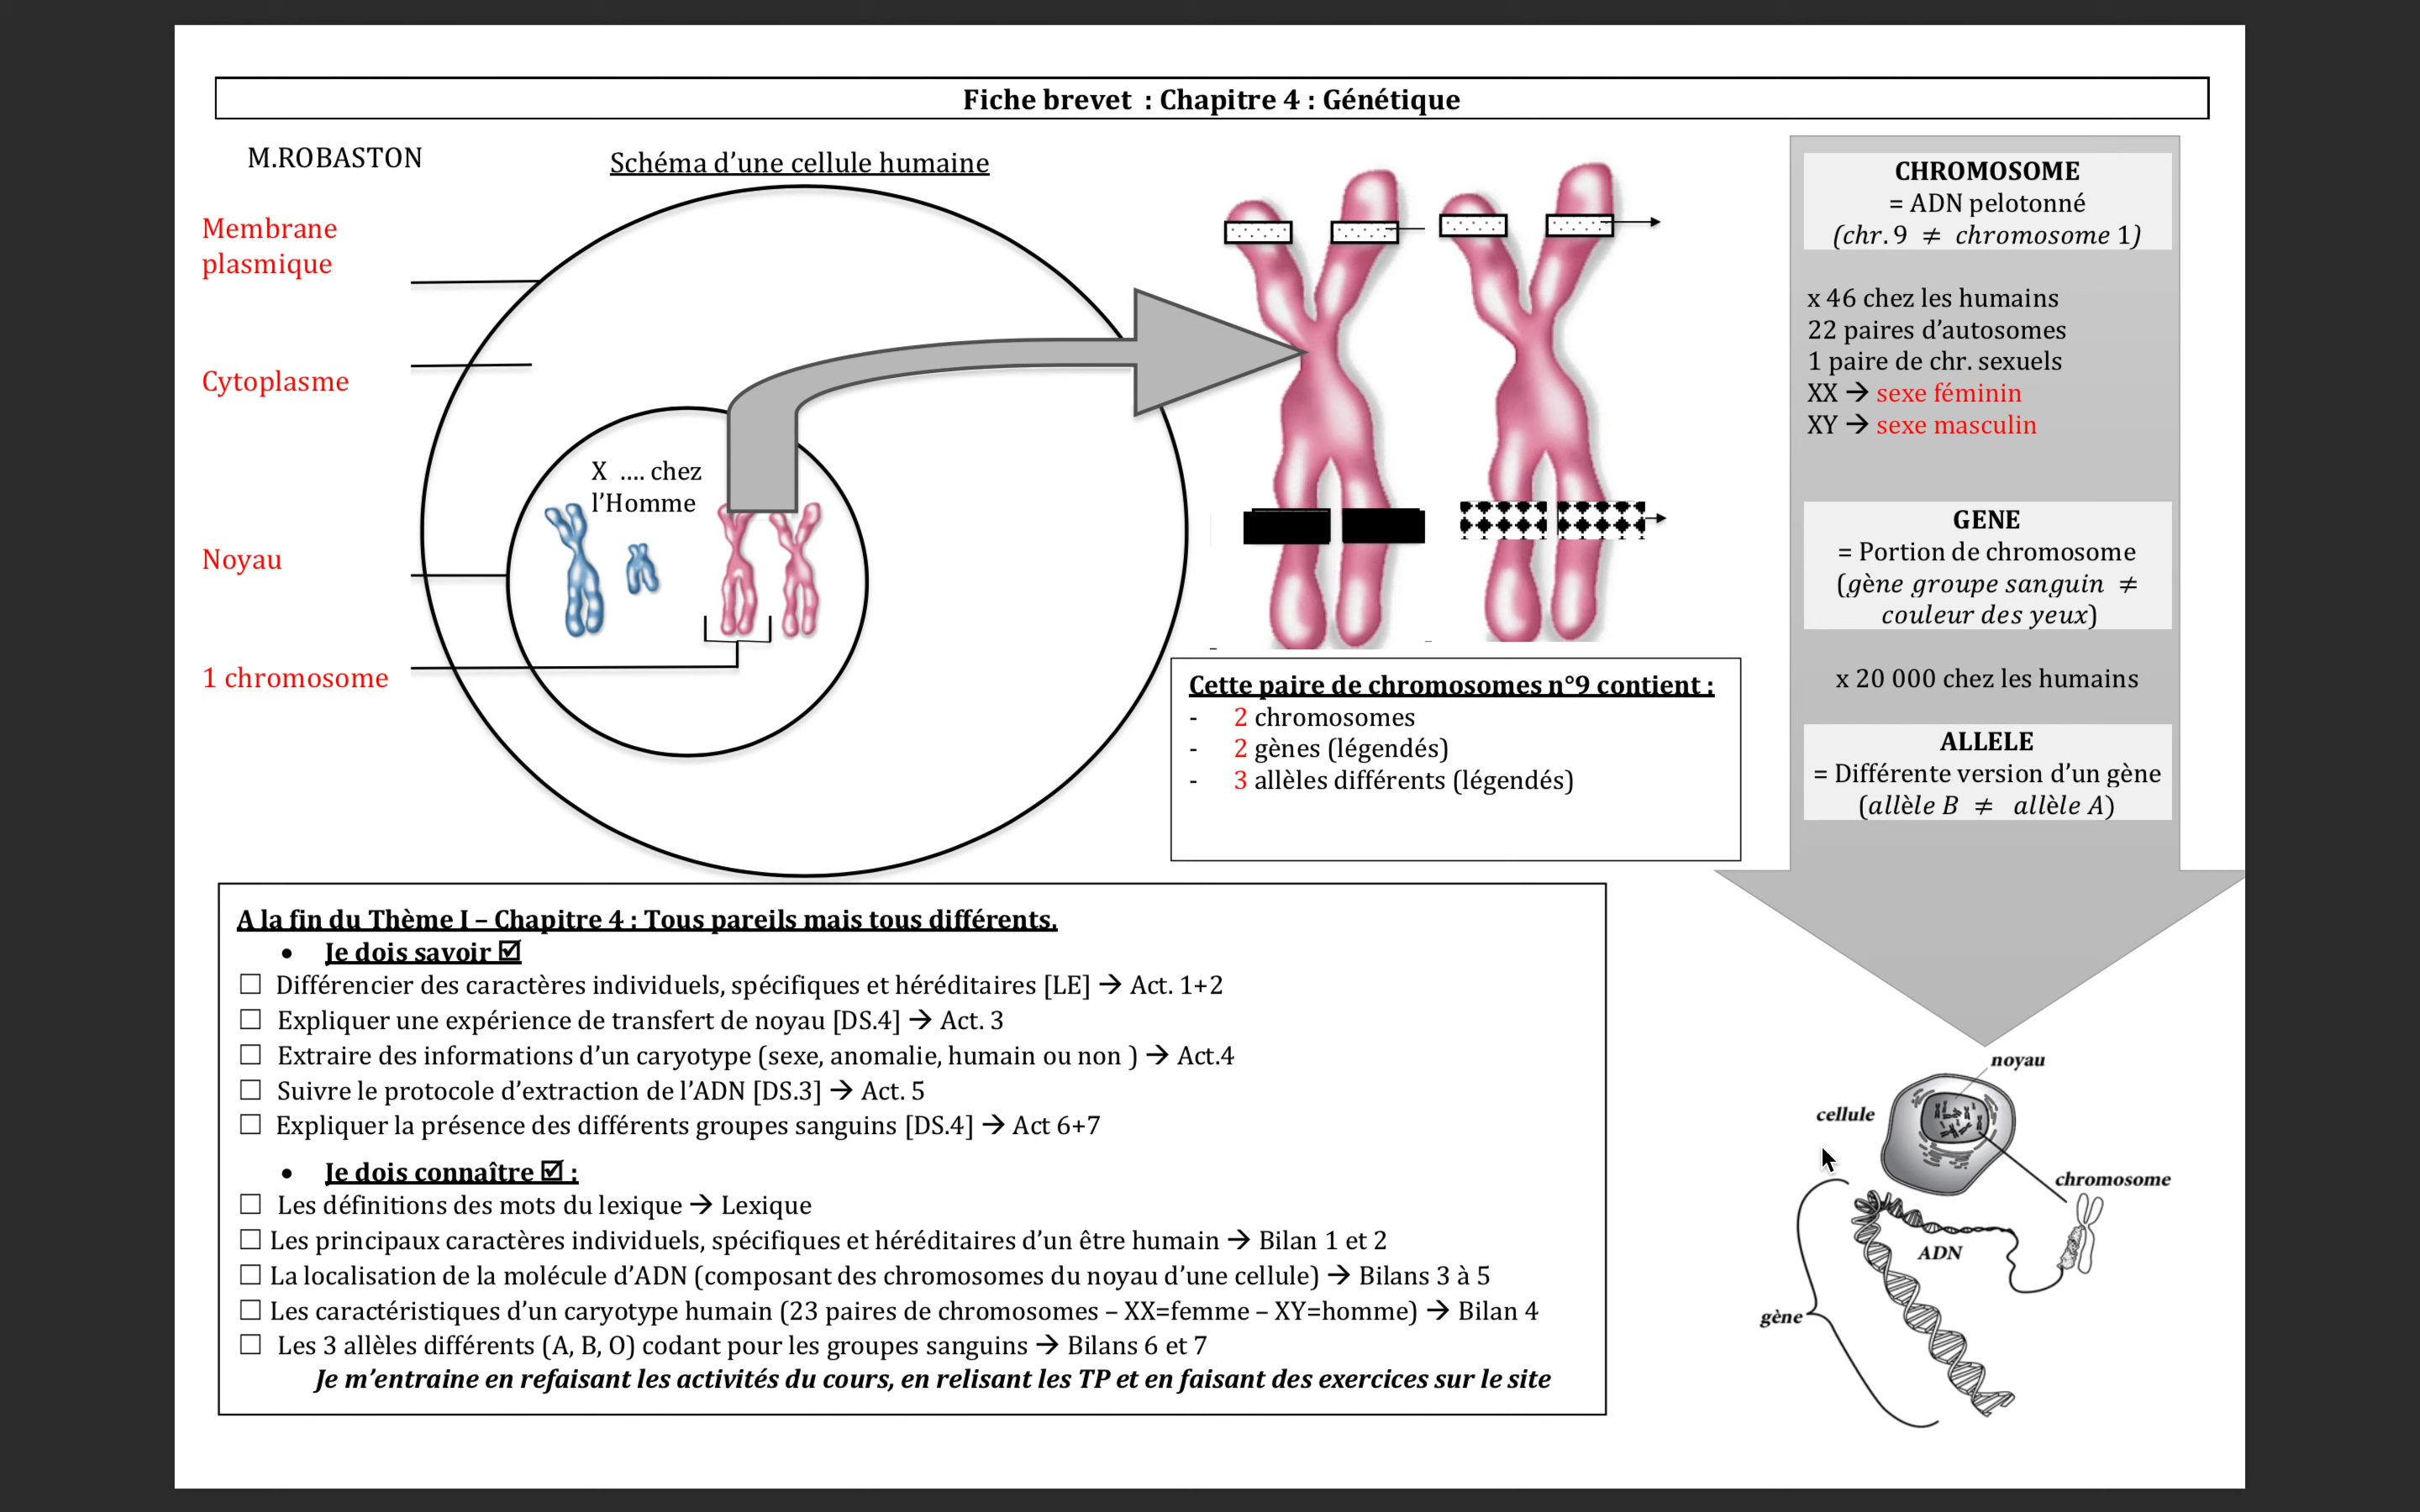 Fiche brevet : Chapitre 4 : Génétique
M.ROBASTON
Schéma d’une cellule humaine
Membrane
plasmique
Cytoplasme
Noyau
1 chromosome
X .... chez
l’Homme
Cette paire de chromosomes n°9 contient :
- 2 chromosomes
- 2 gènes (légendés)
- 3 allèles différents (légendés)
CHROMOSOME
= ADN pelotonné
(chr. 9 ≠ chromosome 1)
x 46 chez les humains
22 paires d’autosomes
1 paire de chr. sexuels
XX → sexe féminin
XY → sexe masculin
GENE
= Portion de chromosome
(gène groupe sanguin ≠
couleur des yeux)
x 20 000 chez les humains
ALLELE
= Différente version d’un gène
(allèle B ≠ allèle A)
A la fin du Thème I – Chapitre 4 : Tous pareils mais tous différents.
• Je dois savoir ☑
☐ Différencier des caractères individuels, spécifiques et héréditaires [LE] → Act. 1+2
☐ Expliquer une expérience de transfert de noyau [DS.4] → Act. 3
☐ Extraire des informations d’un caryotype (sexe, anomalie, humain ou non ) → Act.4
☐ Suivre le protocole d’extraction de l’ADN [DS.3] → Act. 5
☐ Expliquer la présence des différents groupes sanguins [DS.4] → Act 6+7
• Je dois connaître ☑ :
☐ Les définitions des mots du lexique → Lexique
☐ Les principaux caractères individuels, spécifiques et héréditaires d’un être humain → Bilan 1 et 2
☐ La localisation de la molécule d’ADN (composant des chromosomes du noyau d’une cellule) → Bilans 3 à 5
☐ Les caractéristiques d’un caryotype humain (23 paires de chromosomes – XX=femme – XY=homme) → Bilan 4
☐ Les 3 allèles différents (A, B, O) codant pour les groupes sanguins → Bilans 6 et 7
Je m’entraine en refaisant les activités du cours, en relisant les TP et en faisant des exercices sur le site
noyau
cellule
chromosome
ADN
gène